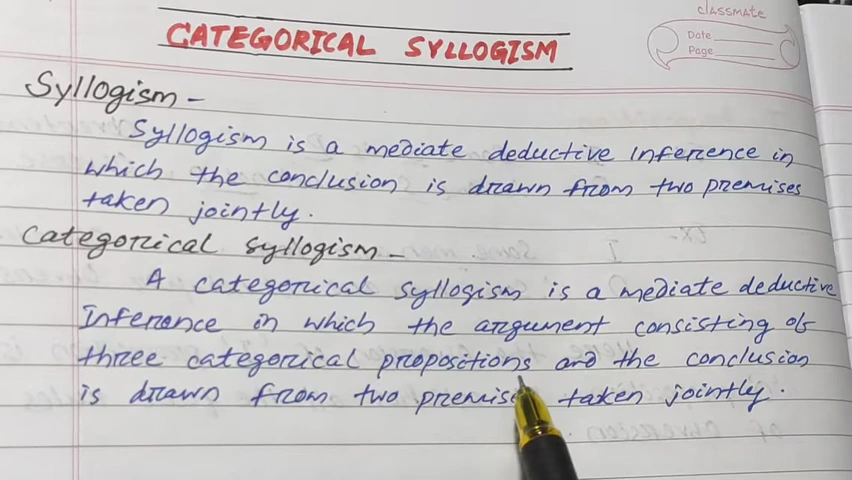 CLASSMATE
Date
Page
CATEGORICAL SYLLOGISM
Syllogism -
Syllogism is a mediate deductive inference in
which the conclusion is drawn from two premises
taken jointly.
Categorical syllogism -
A categorical syllogism is a mediate deductive
Inference in which the argument consisting of
three categorical propositions and the conclusion
is drawn from two premises taken jointly.